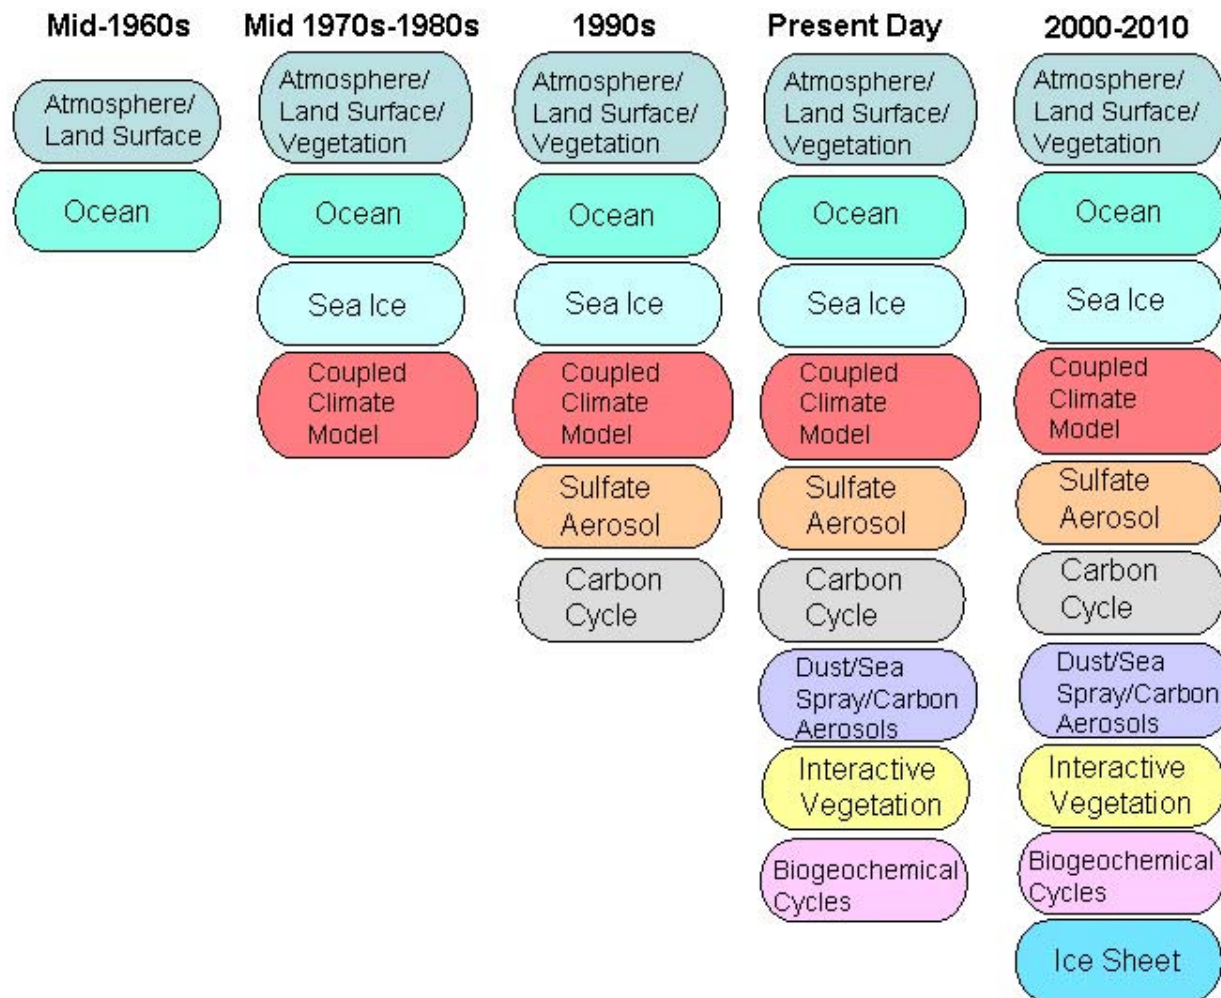 Mid-1960s
Atmosphere/
Land Surface
Ocean
Mid 1970s-1980s
Atmosphere/
Land Surface/
Vegetation
Ocean
Sea Ice
Coupled
Climate
Model
1990s
Atmosphere/
Land Surface/
Vegetation
Ocean
Sea Ice
Coupled
Climate
Model
Sulfate
Aerosol
Carbon
Cycle
Present Day
Atmosphere/
Land Surface/
Vegetation
Ocean
Sea Ice
Coupled
Climate
Model
Sulfate
Aerosol
Carbon
Cycle
Dust/Sea
Spray/Carbon
Aerosols
Interactive
Vegetation
Biogeochemical
Cycles
2000-2010
Atmosphere/
Land Surface/
Vegetation
Ocean
Sea Ice
Coupled
Climate
Model
Sulfate
Aerosol
Carbon
Cycle
Dust/Sea
Spray/Carbon
Aerosols
Interactive
Vegetation
Biogeochemical
Cycles
Ice Sheet